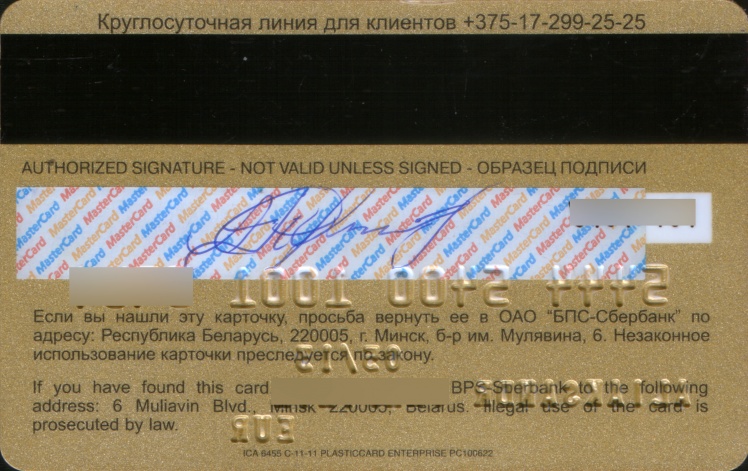 Круглосуточная линия для клиентов +375-17-299-25-25
AUTHORIZED SIGNATURE - NOT VALID UNLESS SIGNED - ОБРАЗЕЦ ПОДПИСИ
MasterCard
Если вы нашли эту карточку, просьба вернуть ее в ОАО "БПС-Сбербанк" по
адресу: Республика Беларусь, 220005, г. Минск, б-р им. Мулявина, 6. Незаконное
использование карточки преследуется по закону.
If you have found this card BPS-Sberbank to the following
address: 6 Muliavin Blvd., Minsk 220005, Belarus. Illegal use of the card is
prosecuted by law.
EUR
ICA 6455 C-11-11 PLASTICCARD ENTERPRISE PC100622